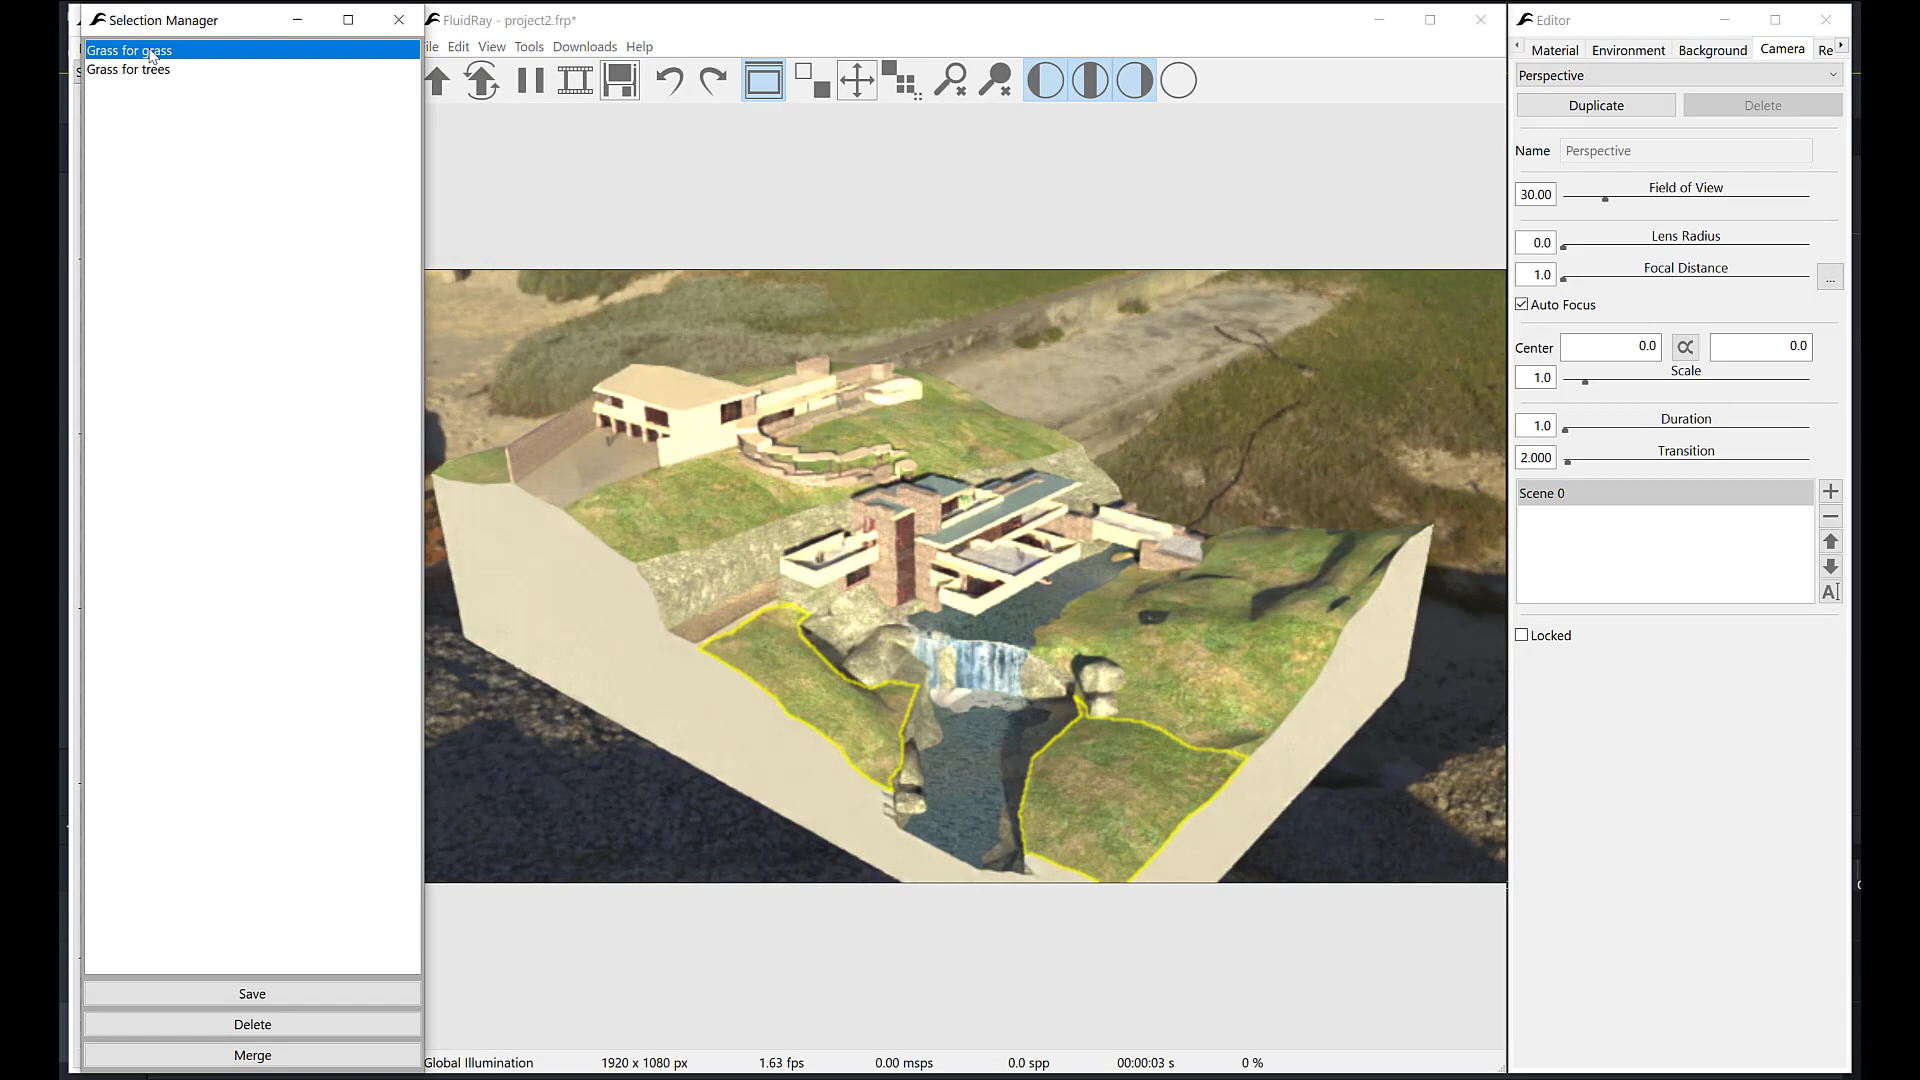 Selection Manager
Grass for grass
Grass for trees
Save
Delete
Merge
FluidRay - project2.frp*
ile Edit View Tools Downloads Help
Global Illumination 1920 x 1080 px 1.63 fps 0.00 msps 0.0 spp 00:00:03 s 0 %
Editor
Material Environment Background Camera Re
Perspective
Duplicate Delete
Name Perspective
30.00 Field of View
0.0 Lens Radius
1.0 Focal Distance ...
Auto Focus
Center 0.0 0.0
1.0 Scale
1.0 Duration
2.000 Transition
Scene 0
Locked